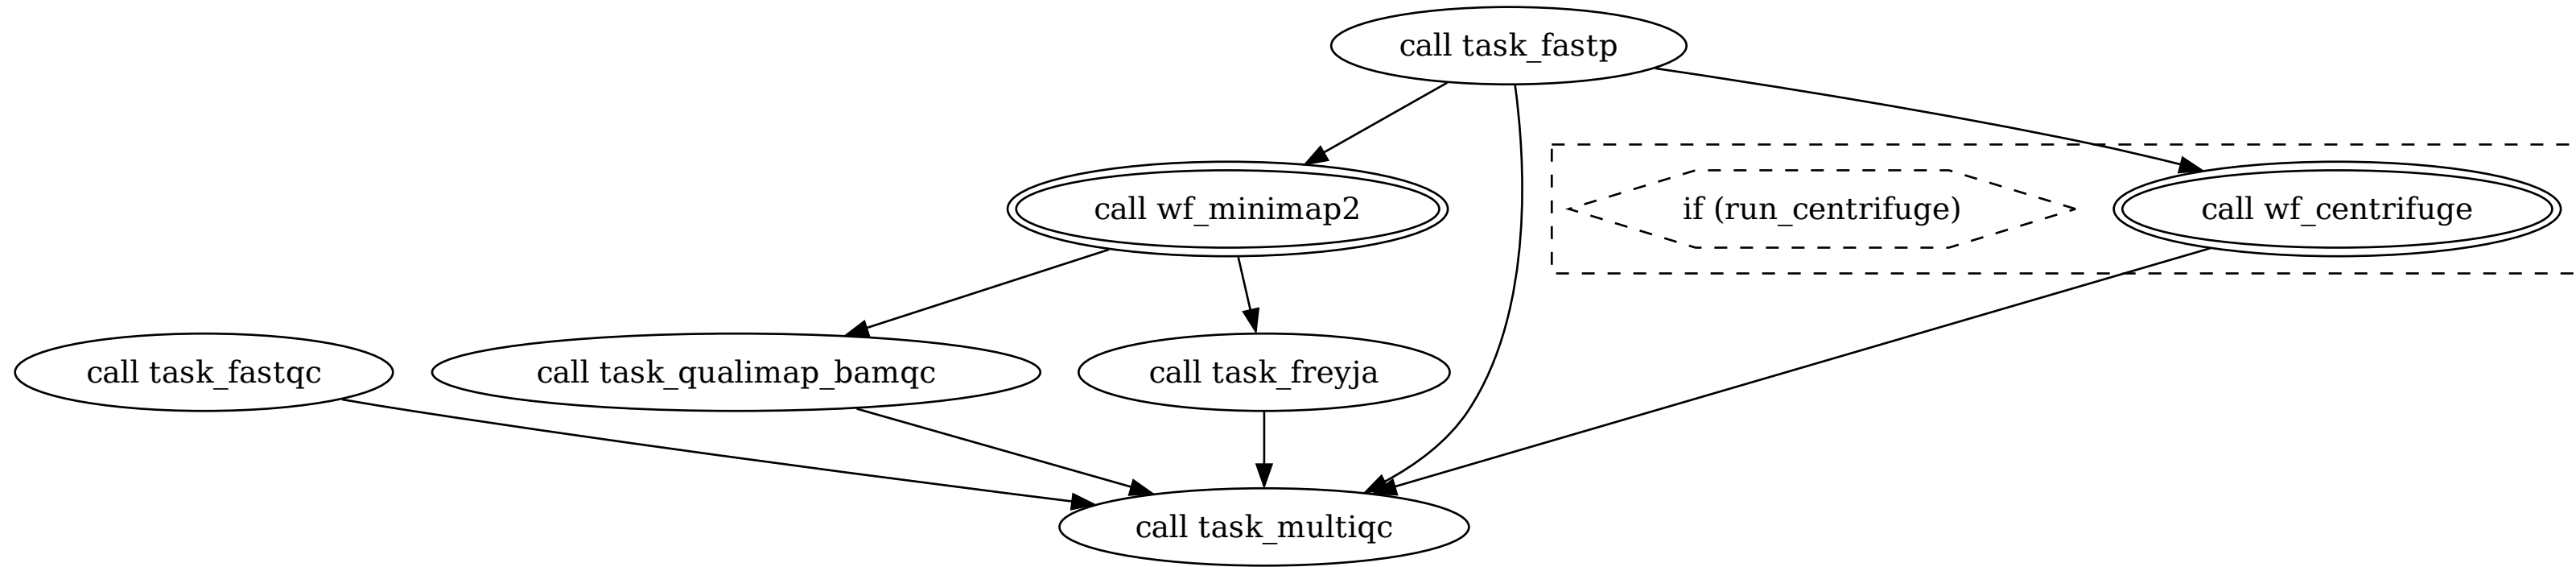 call task_fastp
call wf_minimap2
if (run_centrifuge)
call wf_centrifuge
call task_fastqc
call task_qualimap_bamqc
call task_freyja
call task_multiqc